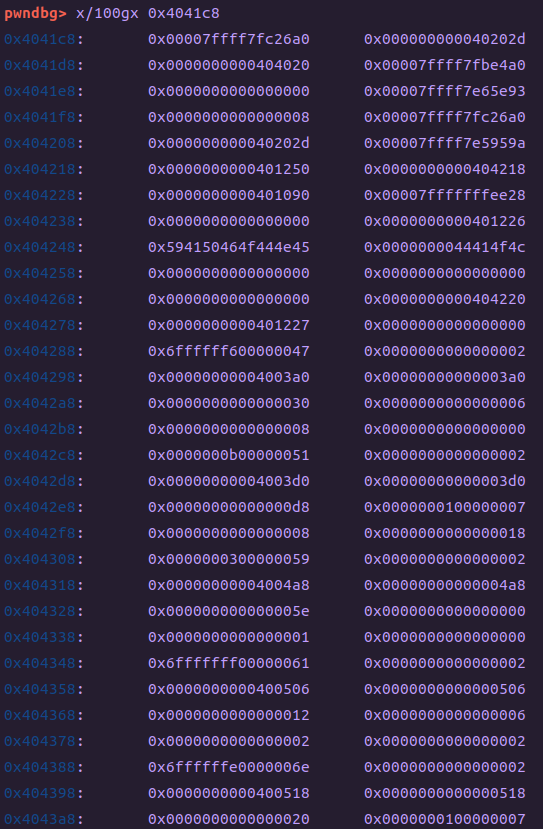 pwndbg> x/100gx 0x4041c8
0x4041c8: 0x00007ffff7fc26a0 0x000000000040202d
0x4041d8: 0x0000000000404020 0x00007ffff7fbe4a0
0x4041e8: 0x0000000000000000 0x00007ffff7e65e93
0x4041f8: 0x0000000000000008 0x00007ffff7fc26a0
0x404208: 0x000000000040202d 0x00007ffff7e5959a
0x404218: 0x0000000000401250 0x0000000000404218
0x404228: 0x0000000000401090 0x00007fffffffee28
0x404238: 0x0000000000000000 0x0000000000401226
0x404248: 0x594150464f444e45 0x0000000044414f4c
0x404258: 0x0000000000000000 0x0000000000000000
0x404268: 0x0000000000000000 0x0000000000404220
0x404278: 0x0000000000401227 0x0000000000000000
0x404288: 0x6ffffff600000047 0x0000000000000002
0x404298: 0x00000000004003a0 0x00000000000003a0
0x4042a8: 0x0000000000000030 0x0000000000000006
0x4042b8: 0x0000000000000008 0x0000000000000000
0x4042c8: 0x0000000b00000051 0x0000000000000002
0x4042d8: 0x00000000004003d0 0x00000000000003d0
0x4042e8: 0x00000000000000d8 0x0000000100000007
0x4042f8: 0x0000000000000008 0x0000000000000018
0x404308: 0x0000000300000059 0x0000000000000002
0x404318: 0x00000000004004a8 0x00000000000004a8
0x404328: 0x000000000000005e 0x0000000000000000
0x404338: 0x0000000000000001 0x0000000000000000
0x404348: 0x6fffffff00000061 0x0000000000000002
0x404358: 0x0000000000400506 0x0000000000000506
0x404368: 0x0000000000000012 0x0000000000000006
0x404378: 0x0000000000000002 0x0000000000000002
0x404388: 0x6ffffffe0000006e 0x0000000000000002
0x404398: 0x0000000000400518 0x0000000000000518
0x4043a8: 0x0000000000000020 0x0000000100000007